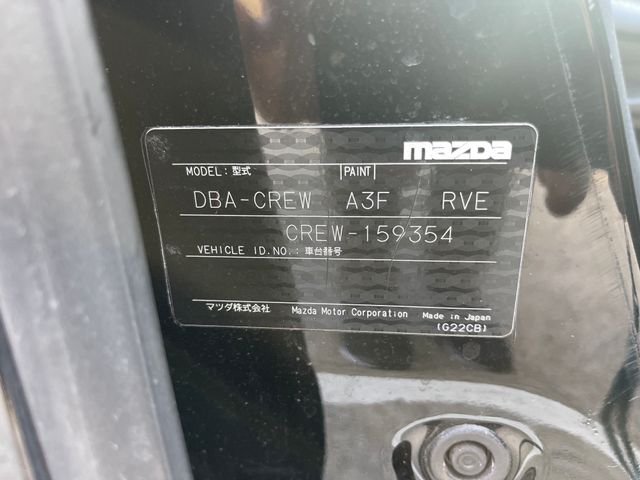 mazda
MODEL: 型式 PAINT
DBA-CREW A3F RVE
CREW-159354
VEHICLE ID.NO.: 車台番号
マツダ株式会社 Mazda Motor Corporation Made in Japan
(G22CB)